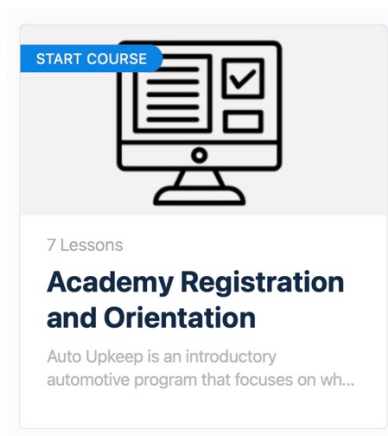 START COURSE
7 Lessons
Academy Registration
and Orientation
Auto Upkeep is an introductory
automotive program that focuses on wh...